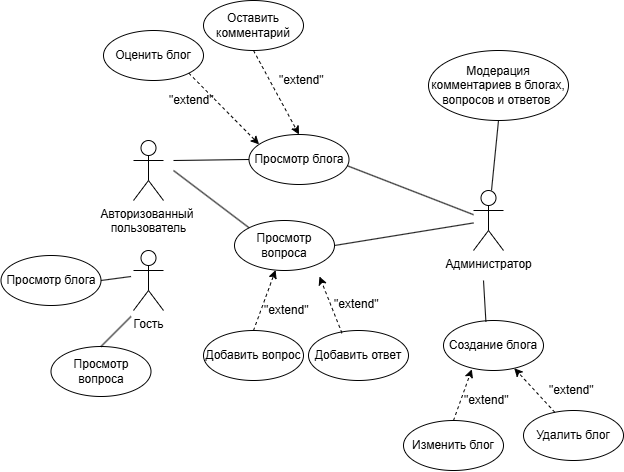 Оставить
комментарий
Оценить блог
"extend"
"extend"
Модерация
комментариев в блогах,
вопросов и ответов
Просмотр блога
Авторизованный
пользователь
Просмотр
вопроса
Администратор
Просмотр блога
Гость
"extend"
"extend"
Просмотр
вопроса
Добавить вопрос
Добавить ответ
Создание блога
"extend"
"extend"
Изменить блог
Удалить блог